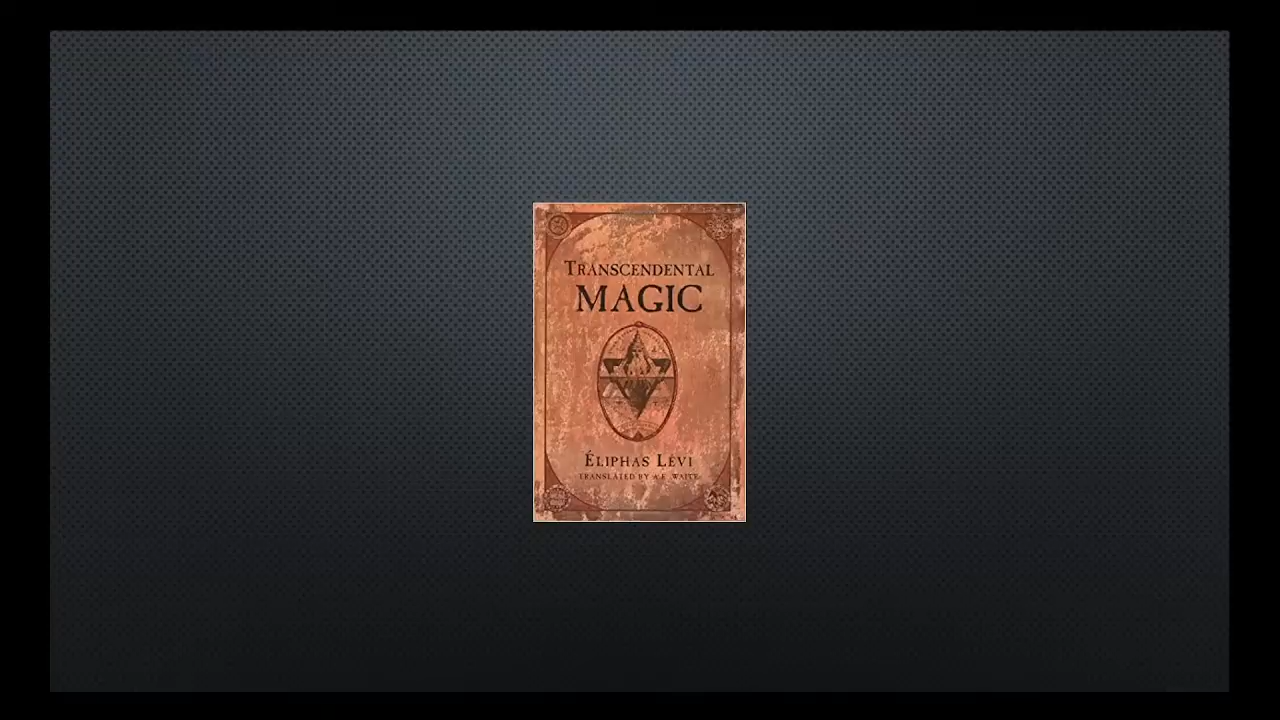 TRANSCENDENTAL
MAGIC
ÉLIPHAS LÉVI
TRANSLATED BY A.E. WAITE